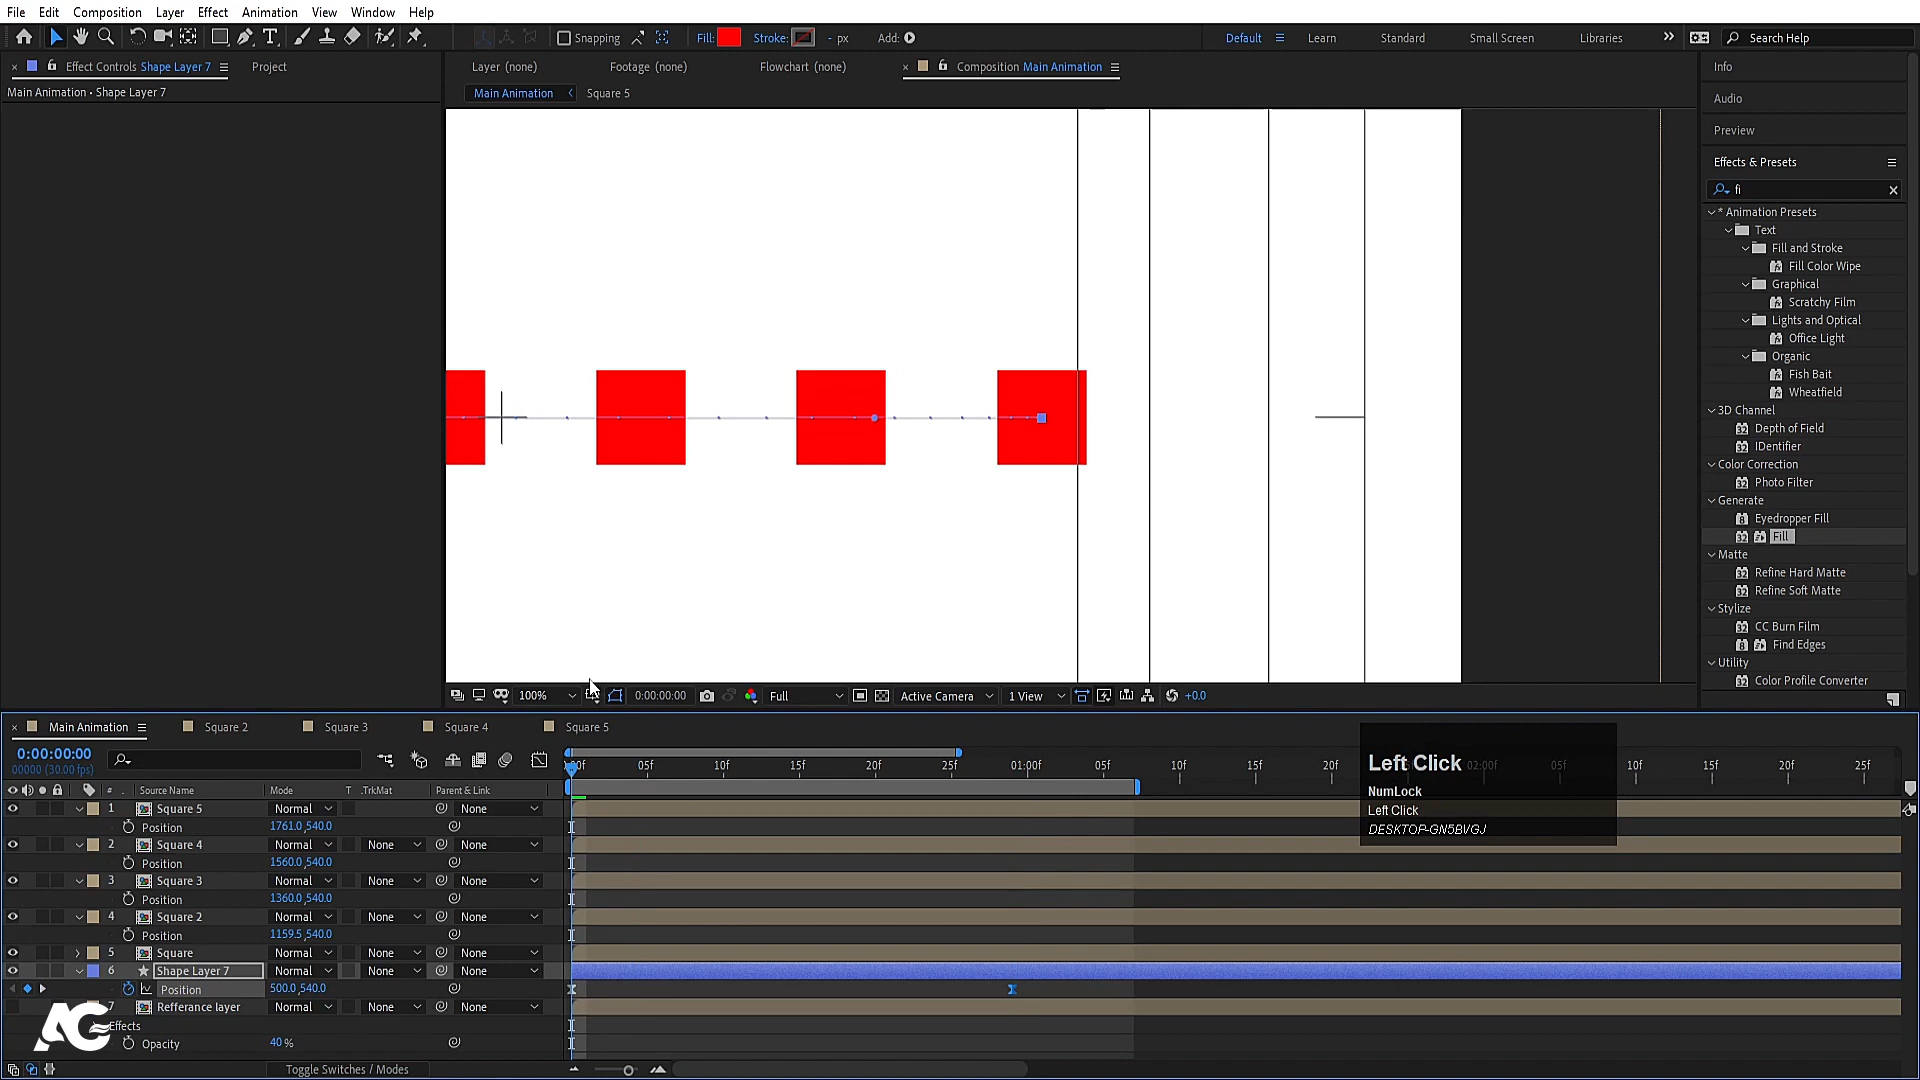 File Edit Composition Layer Effect Animation View Window Help
Snapping Fill: Stroke: - px Add: Default Learn Standard Small Screen Libraries Search Help
Effect Controls Shape Layer 7 Project Layer (none) Footage (none) Flowchart (none) Composition Main Animation Info
Main Animation • Shape Layer 7 Main Animation Square 5
Audio
Preview
Effects & Presets
fi
* Animation Presets
Text
Fill and Stroke
Fill Color Wipe
Graphical
Scratchy Film
Lights and Optical
Office Light
Organic
Fish Bait
Wheatfield
3D Channel
Depth of Field
IDentifier
Color Correction
Photo Filter
Generate
Eyedropper Fill
Fill
Matte
Refine Hard Matte
Refine Soft Matte
Stylize
CC Burn Film
Find Edges
Utility
Color Profile Converter
100% 0:00:00:00 Full Active Camera 1 View +0.0
Main Animation Square 2 Square 3 Square 4 Square 5
0:00:00:00
00000 (30.00 fps)
05f 10f 15f 20f 25f 01:00f 05f 10f 15f 20f 25f 02:00f 05f 10f 15f 20f 25f
Left Click
NumLock
Left Click
DESKTOP-GN5BVGJ
# Source Name Mode T .TrkMat Parent & Link
1 Square 5 Normal None
Position 1761.0,540.0
2 Square 4 Normal None None
Position 1560.0,540.0
3 Square 3 Normal None None
Position 1360.0,540.0
4 Square 2 Normal None None
Position 1159.5,540.0
5 Square Normal None None
6 Shape Layer 7 Normal None None
Position 500.0,540.0
7 Refferance layer Normal None None
Effects
Opacity 40 %
Toggle Switches / Modes
AG